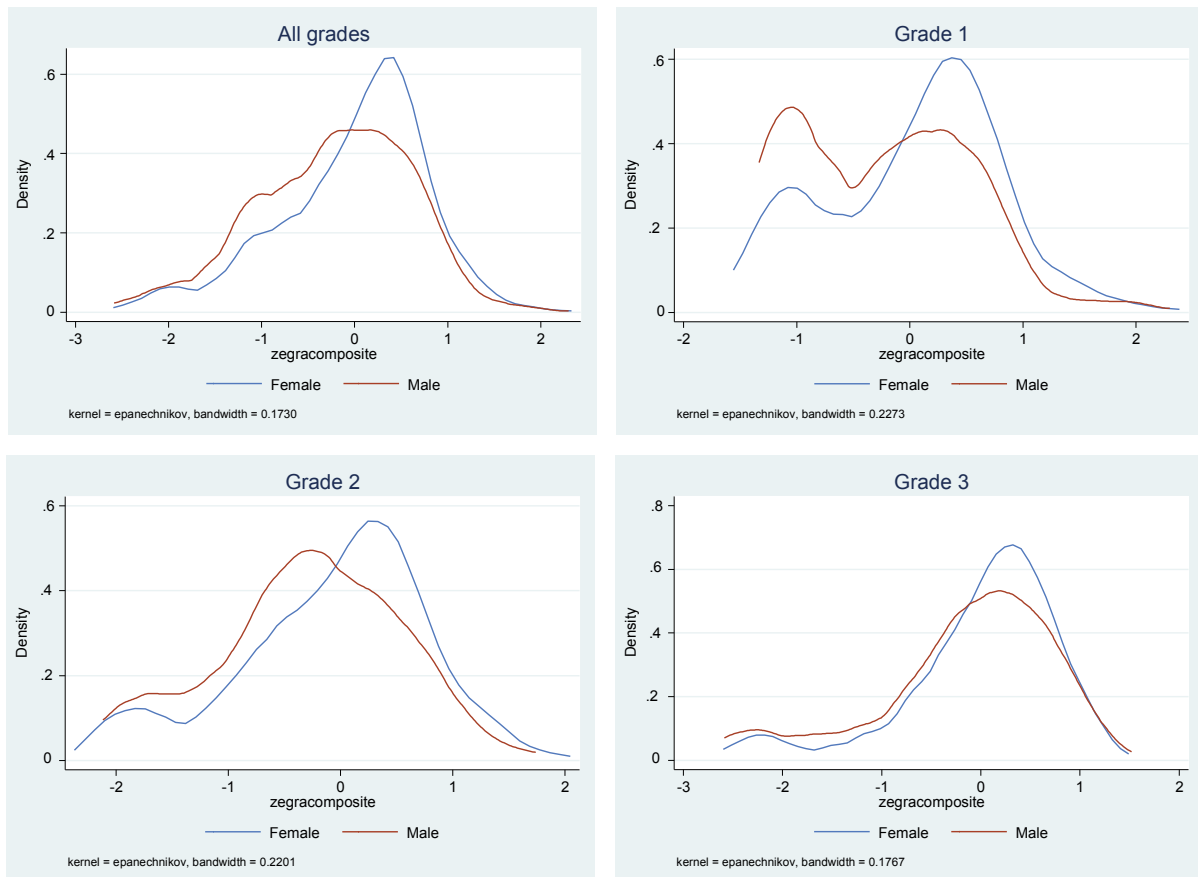 All grades
Density
.6
.4
.2
0
-3 -2 -1 0 1 2
zegracomposite
Female Male
kernel = epanechnikov, bandwidth = 0.1730
Grade 1
Density
.6
.4
.2
0
-2 -1 0 1 2
zegracomposite
Female Male
kernel = epanechnikov, bandwidth = 0.2273
Grade 2
Density
.6
.4
.2
0
-2 -1 0 1 2
zegracomposite
Female Male
kernel = epanechnikov, bandwidth = 0.2201
Grade 3
Density
.8
.6
.4
.2
0
-3 -2 -1 0 1 2
zegracomposite
Female Male
kernel = epanechnikov, bandwidth = 0.1767